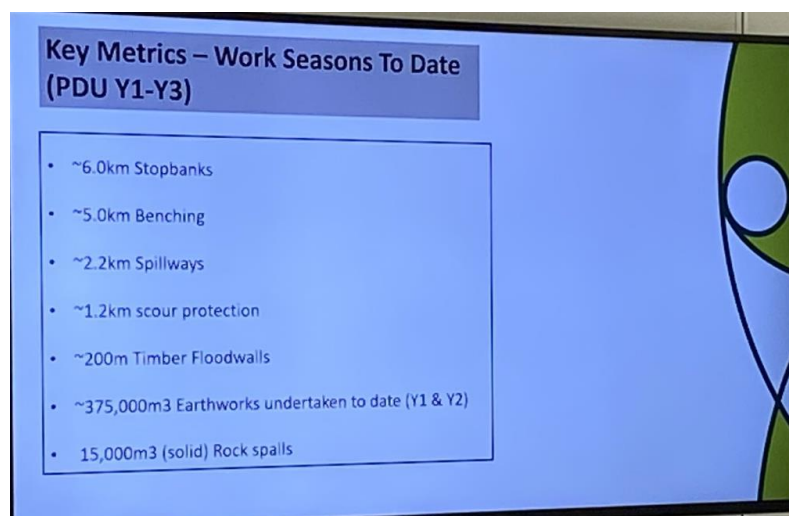 Key Metrics – Work Seasons To Date
(PDU Y1-Y3)
• ~6.0km Stopbanks
• ~5.0km Benching
• ~2.2km Spillways
• ~1.2km scour protection
• ~200m Timber Floodwalls
• ~375,000m3 Earthworks undertaken to date (Y1 & Y2)
• 15,000m3 (solid) Rock spalls